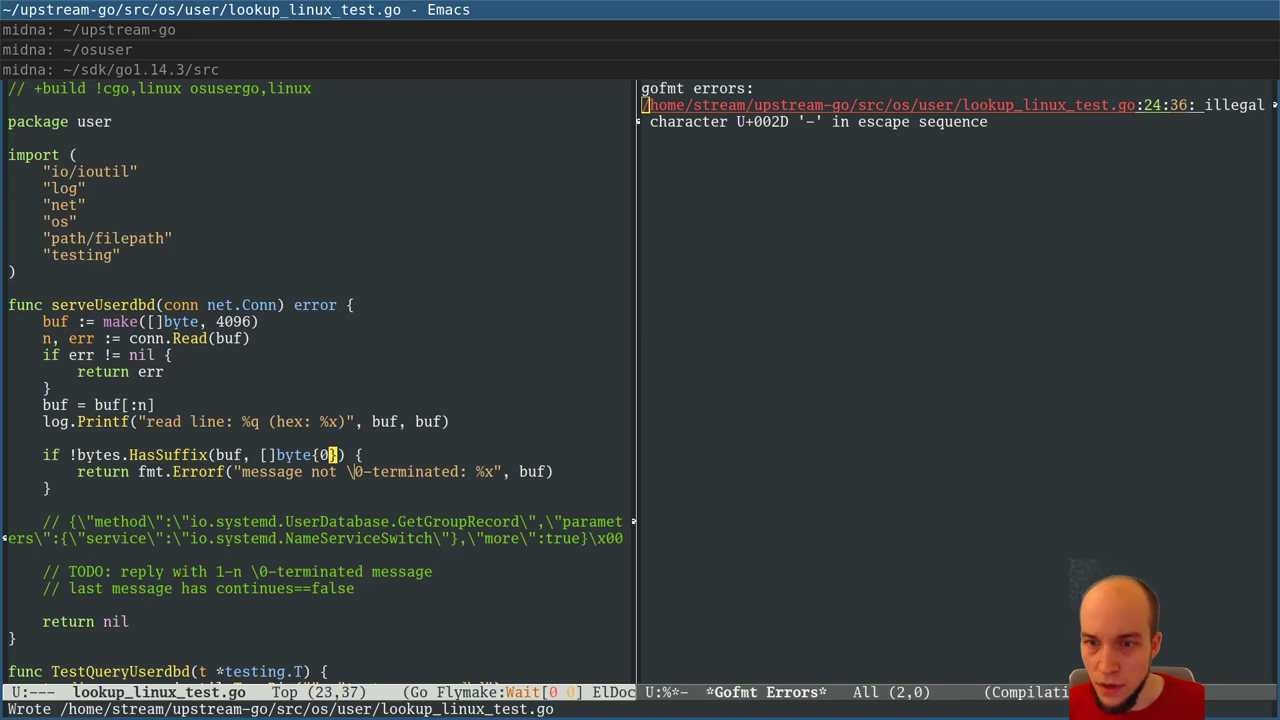 ~/upstream-go/src/os/user/lookup_linux_test.go - Emacs
midna: ~/upstream-go
midna: ~/osuser
midna: ~/sdk/go1.14.3/src
// +build !cgo,linux osusergo,linux
package user
import (
"io/ioutil"
"log"
"net"
"os"
"path/filepath"
"testing"
)
func serveUserdbd(conn net.Conn) error {
buf := make([]byte, 4096)
n, err := conn.Read(buf)
if err != nil {
return err
}
buf = buf[:n]
log.Printf("read line: %q (hex: %x)", buf, buf)
if !bytes.HasSuffix(buf, []byte{0}) {
return fmt.Errorf("message not \0-terminated: %x", buf)
}
// {\"method\":\"io.systemd.UserDatabase.GetGroupRecord\",\"paramet
ers\":{\"service\":\"io.systemd.NameServiceSwitch\"},\"more\":true}\x00
// TODO: reply with 1-n \0-terminated message
// last message has continues==false
return nil
}
func TestQueryUserdbd(t *testing.T) {
U:---  lookup_linux_test.go   Top (23,37)     (Go Flymake:Wait[0 0] ElDoc
gofmt errors:
/home/stream/upstream-go/src/os/user/lookup_linux_test.go:24:36: illegal
character U+002D '-' in escape sequence
U:%*-  *Gofmt Errors*   All (2,0)      (Compilati
Wrote /home/stream/upstream-go/src/os/user/lookup_linux_test.go